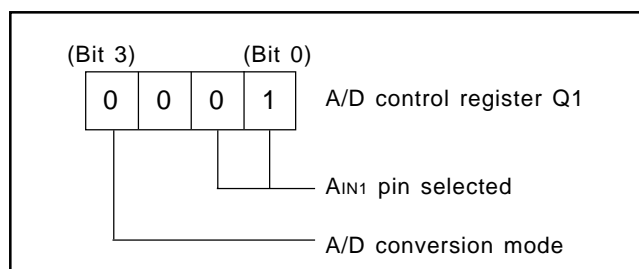 (Bit 3) (Bit 0)
0 0 0 1 A/D control register Q1
AIN1 pin selected
A/D conversion mode